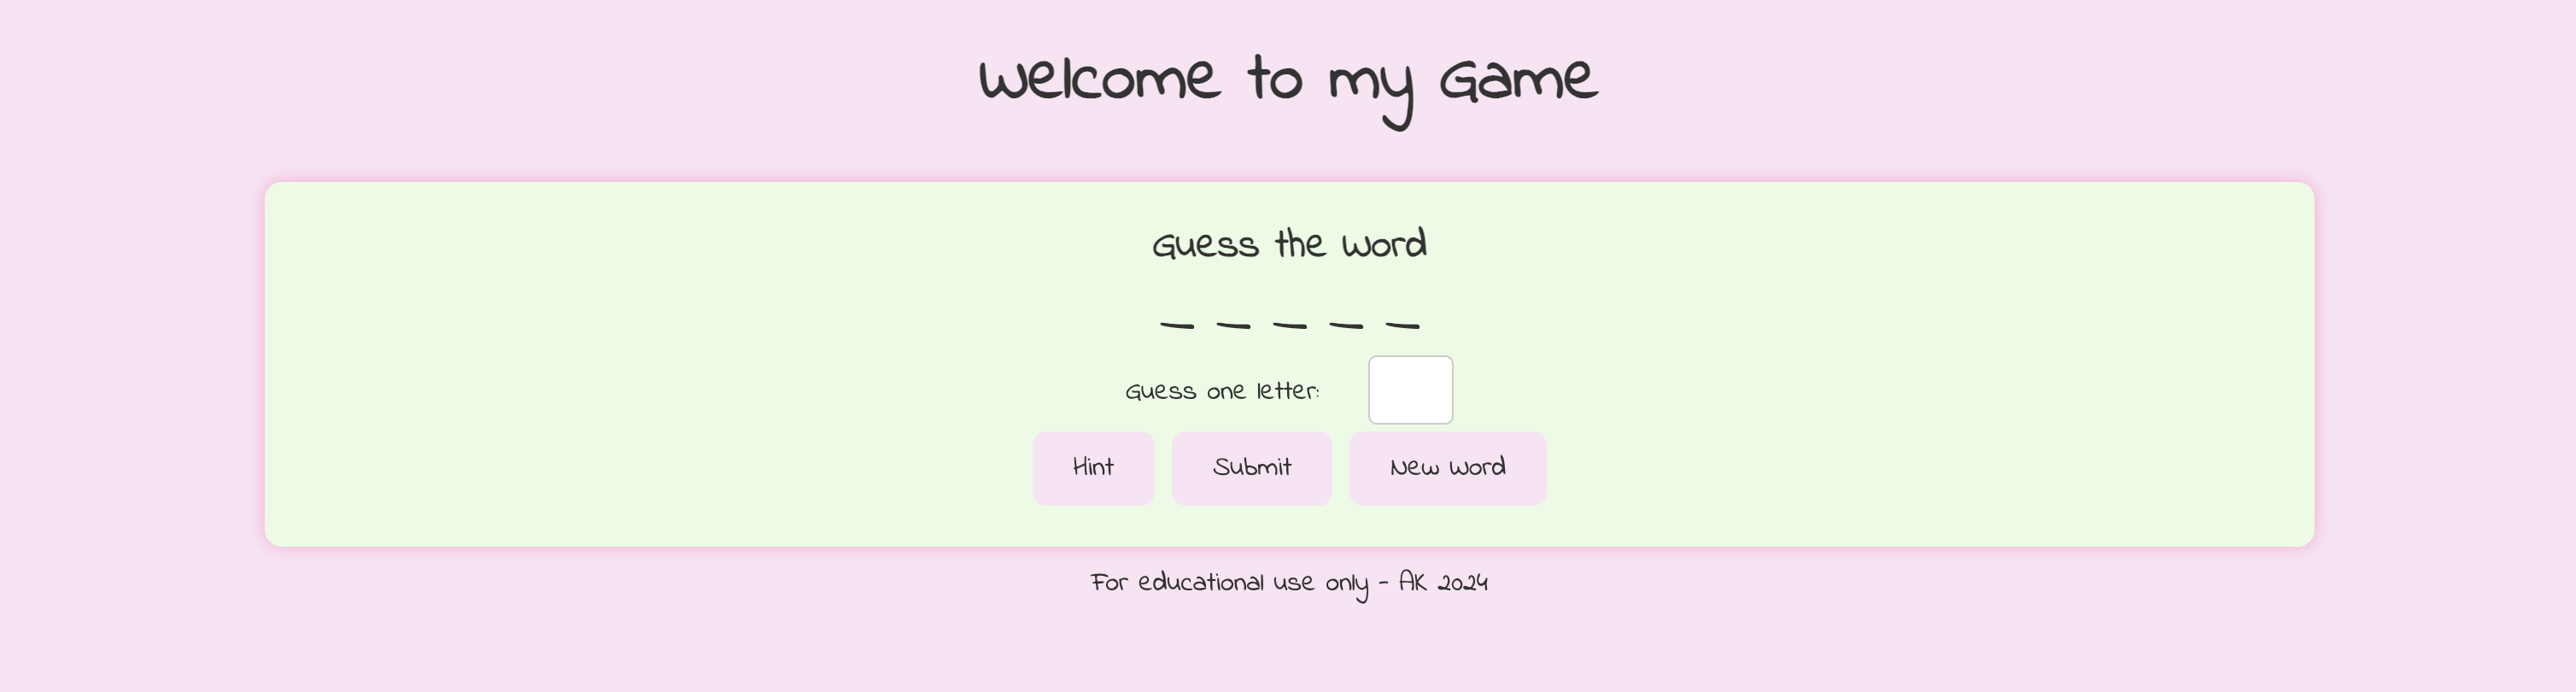 Welcome to my Game
Guess the Word
_ _ _ _ _
Guess one letter:
Hint Submit New Word
For educational use only - AK 2024